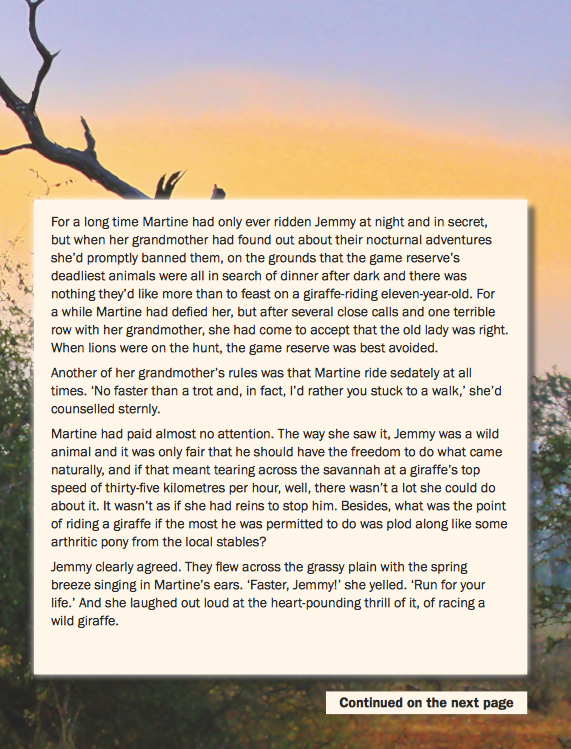 For a long time Martine had only ever ridden Jemmy at night and in secret,
but when her grandmother had found out about their nocturnal adventures
she’d promptly banned them, on the grounds that the game reserve’s
deadliest animals were all in search of dinner after dark and there was
nothing they’d like more than to feast on a giraffe-riding eleven-year-old. For
a while Martine had defied her, but after several close calls and one terrible
row with her grandmother, she had come to accept that the old lady was right.
When lions were on the hunt, the game reserve was best avoided.
Another of her grandmother’s rules was that Martine ride sedately at all
times. ‘No faster than a trot and, in fact, I’d rather you stuck to a walk,’ she’d
counselled sternly.
Martine had paid almost no attention. The way she saw it, Jemmy was a wild
animal and it was only fair that he should have the freedom to do what came
naturally, and if that meant tearing across the savannah at a giraffe’s top
speed of thirty-five kilometres per hour, well, there wasn’t a lot she could do
about it. It wasn’t as if she had reins to stop him. Besides, what was the point
of riding a giraffe if the most he was permitted to do was plod along like some
arthritic pony from the local stables?
Jemmy clearly agreed. They flew across the grassy plain with the spring
breeze singing in Martine’s ears. ‘Faster, Jemmy!’ she yelled. ‘Run for your
life.’ And she laughed out loud at the heart-pounding thrill of it, of racing a
wild giraffe.
Continued on the next page